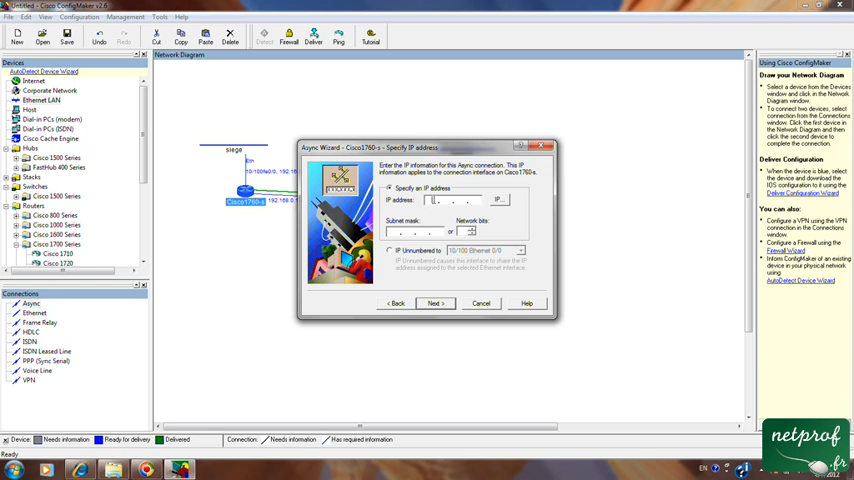 Untitled - Cisco ConfigMaker v2.6
File Edit View Configuration Management Tools Help
New Open Save Undo Redo Cut Copy Paste Delete Detect Firewall Deliver Ping Tutorial
Devices
AutoDetect Device Wizard
Internet
Corporate Network
Ethernet LAN
Host
Dial-in PCs (modem)
Dial-in PCs (ISDN)
Cisco Cache Engine
Hubs
Cisco 1500 Series
FastHub 400 Series
Stacks
Switches
Cisco 1500 Series
Routers
Cisco 800 Series
Cisco 1000 Series
Cisco 1600 Series
Cisco 1700 Series
Cisco 1710
Cisco 1720
Connections
Async
Ethernet
Frame Relay
HDLC
ISDN
ISDN Leased Line
PPP (Sync Serial)
Voice Line
VPN
Network Diagram
siege
Eth
10/100Ns0/0, 192.16
Cisco1760-s
192.168.0.
Async Wizard - Cisco1760-s - Specify IP address
Enter the IP information for this Async connection. This IP
information applies to the connection interface on Cisco1760-s.
Specify an IP address
IP address: . . . IP...
Subnet mask: Network bits:
. . . or
IP Unnumbered to 10/100 Ethernet 0/0
IP Unnumbered causes this interface to share the IP
address assigned to the selected Ethernet interface.
< Back Next > Cancel Help
Using Cisco ConfigMaker
Draw your Network Diagram
Select a device from the Devices
window and click in the Network
Diagram window.
To connect two devices, select
connection from the Connections
window. Click the first device
in the Network Diagram and then
click the second device to
complete the connection.
Deliver Configuration
When the device is blue, select
the device and download the
IOS configuration to it using the
Deliver Configuration Wizard
You can also:
Configure a VPN using the VPN
connection in the Connections
Window.
Configure a Firewall using the
Firewall Wizard
Inform ConfigMaker of an existing
device in your physical network
using
AutoDetect Device Wizard
Device: Needs information Ready for delivery Delivered Connection: Needs information Has required information
Ready
EN
2012
netprof
.fr